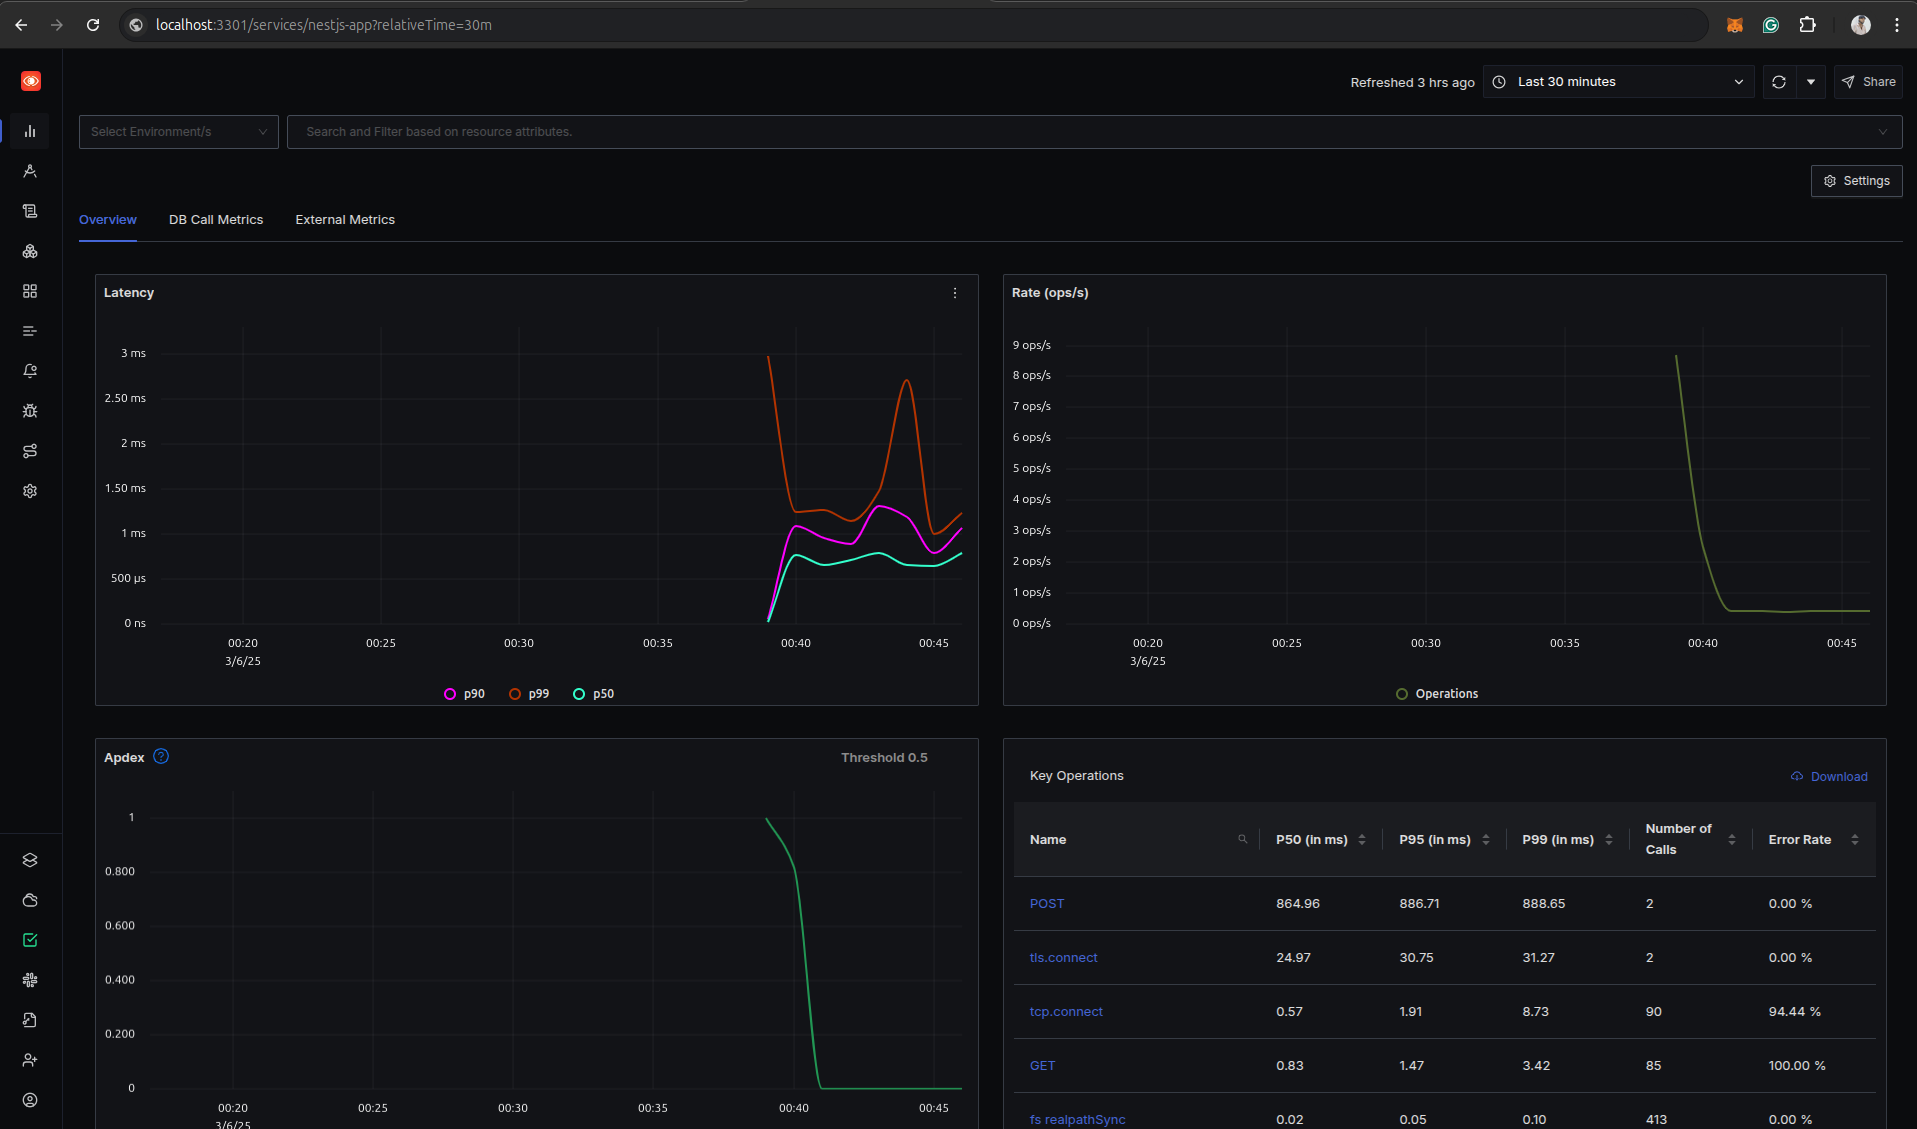 localhost:3301/services/nestjs-app?relativeTime=30m
Refreshed 3 hrs ago
Last 30 minutes
Share
Select Environment/s
Search and Filter based on resource attributes.
Settings
Overview
DB Call Metrics
External Metrics
Latency
3 ms
2.50 ms
2 ms
1.50 ms
1 ms
500 µs
0 ns
00:20
00:25
00:30
00:35
00:40
00:45
3/6/25
p90
p99
p50
Rate (ops/s)
9 ops/s
8 ops/s
7 ops/s
6 ops/s
5 ops/s
4 ops/s
3 ops/s
2 ops/s
1 ops/s
0 ops/s
00:20
00:25
00:30
00:35
00:40
00:45
3/6/25
Operations
Apdex
Threshold 0.5
1
0.800
0.600
0.400
0.200
0
00:20
00:25
00:30
00:35
00:40
00:45
3/6/25
Key Operations
Download
Name P50 (in ms) P95 (in ms) P99 (in ms) Number of Calls Error Rate
POST 864.96 886.71 888.65 2 0.00 %
tls.connect 24.97 30.75 31.27 2 0.00 %
tcp.connect 0.57 1.91 8.73 90 94.44 %
GET 0.83 1.47 3.42 85 100.00 %
fs realpathSync 0.02 0.05 0.10 413 0.00 %